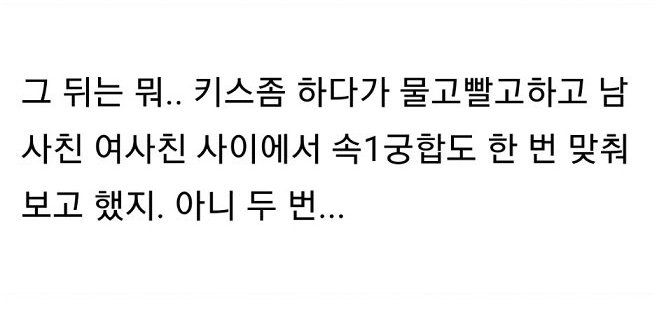 그 뒤는 뭐.. 키스좀 하다가 물고빨고하고 남
사친 여사친 사이에서 속1궁합도 한 번 맞춰
보고 했지. 아니 두 번...